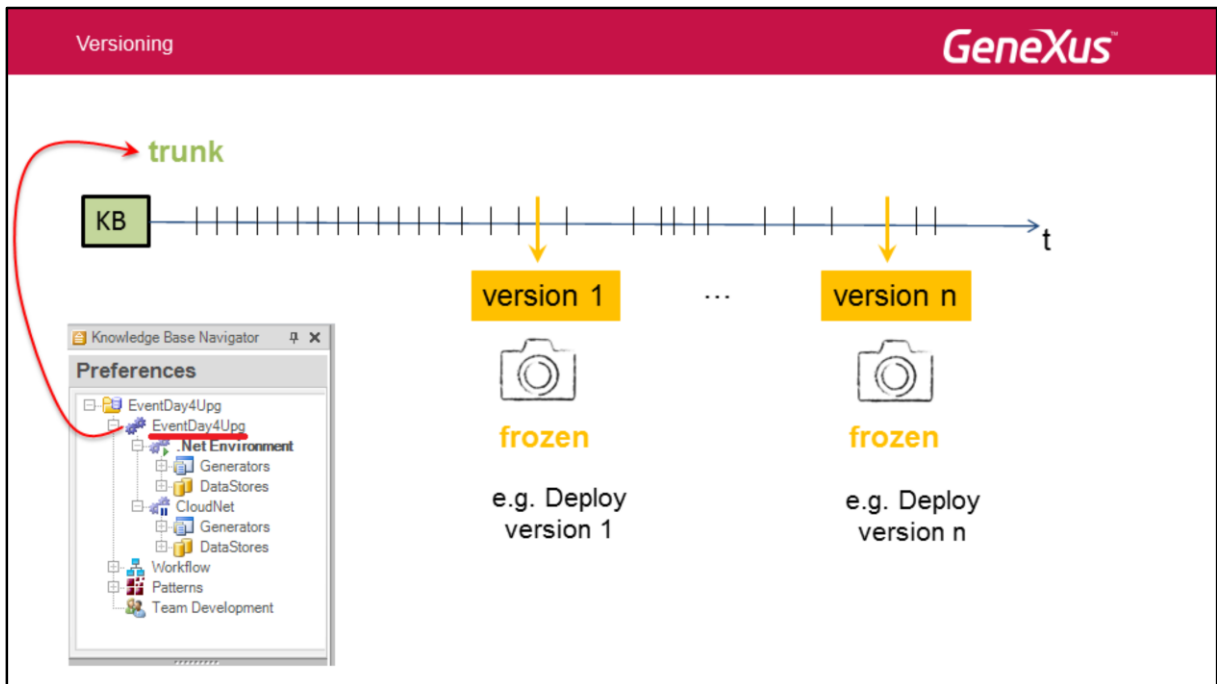 Versioning
GeneXus™
trunk
KB
t
version 1
...
version n
frozen
frozen
e.g. Deploy
version 1
e.g. Deploy
version n
Knowledge Base Navigator
Preferences
EventDay4Upg
EventDay4Upg
.Net Environment
Generators
DataStores
CloudNet
Generators
DataStores
Workflow
Patterns
Team Development